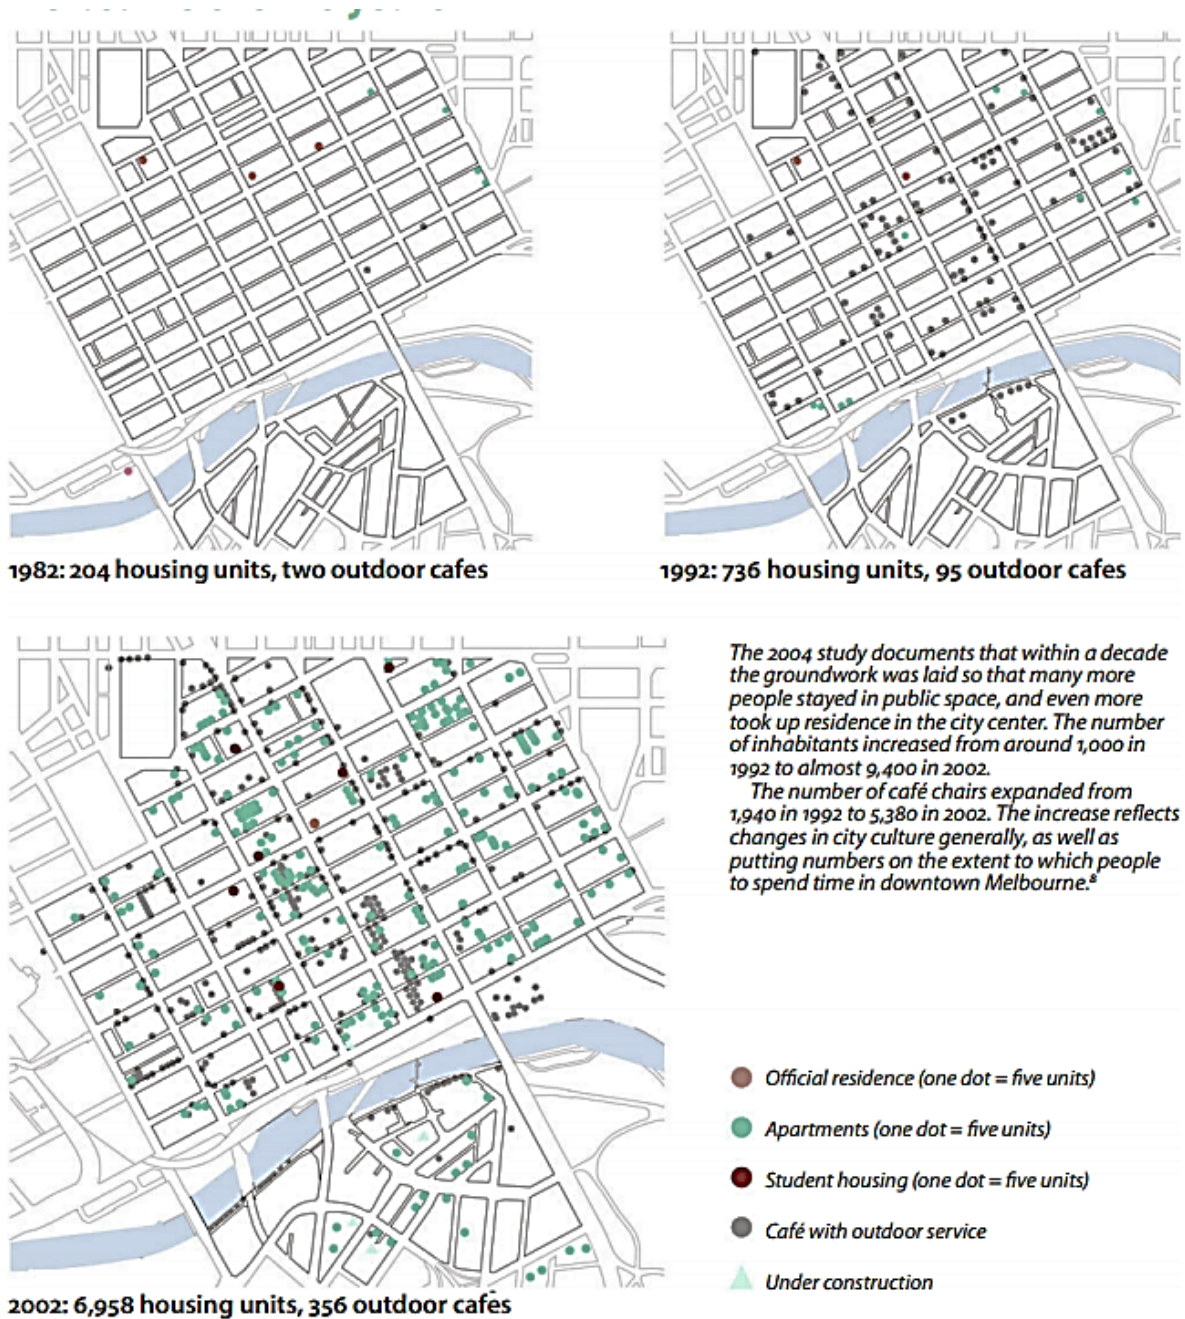 1982: 204 housing units, two outdoor cafes
1992: 736 housing units, 95 outdoor cafes
The 2004 study documents that within a decade
the groundwork was laid so that many more
people stayed in public space, and even more
took up residence in the city center. The number
of inhabitants increased from around 1,000 in
1992 to almost 9,400 in 2002.
The number of café chairs expanded from
1,940 in 1992 to 5,380 in 2002. The increase reflects
changes in city culture generally, as well as
putting numbers on the extent to which people
to spend time in downtown Melbourne.⁸
Official residence (one dot = five units)
Apartments (one dot = five units)
Student housing (one dot = five units)
Café with outdoor service
Under construction
2002: 6,958 housing units, 356 outdoor cafes